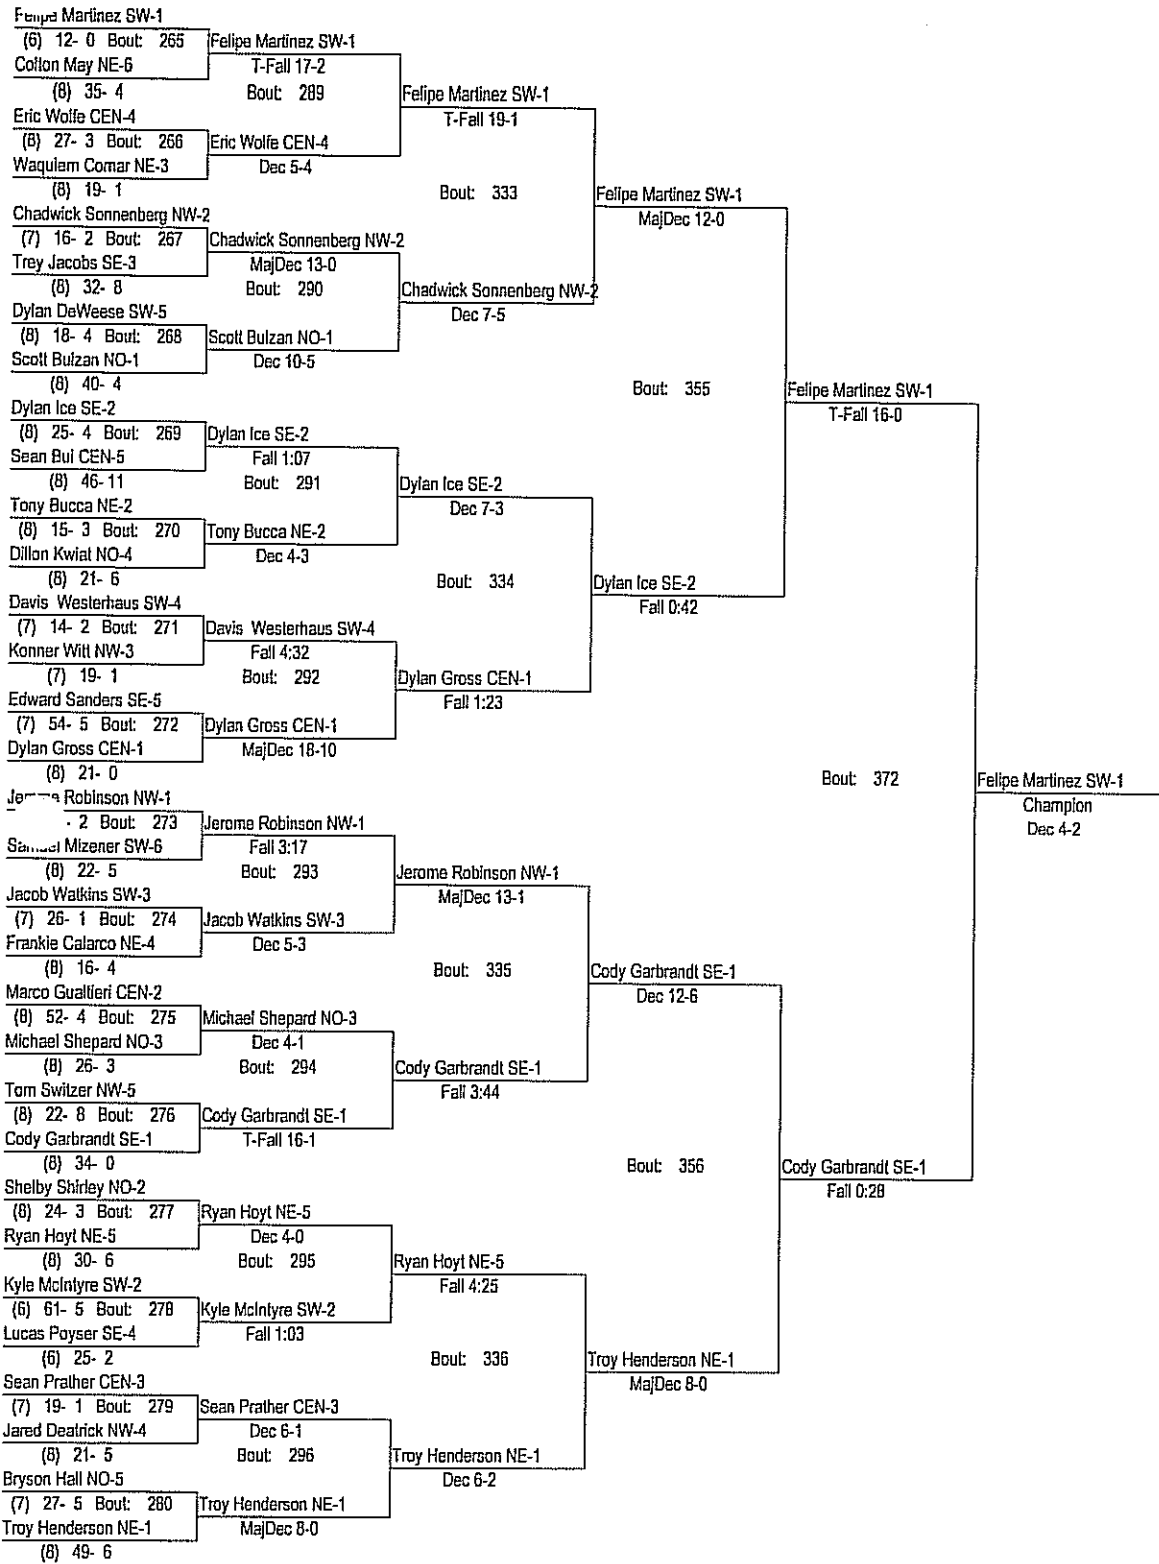 Felipe Martinez SW-1
(6) 12- 0 Bout: 265
Colton May NE-6
(8) 35- 4
Eric Wolfe CEN-4
(8) 27- 3 Bout: 266
Waqulem Comar NE-3
(8) 19- 1
Chadwick Sonnenberg NW-2
(7) 16- 2 Bout: 267
Trey Jacobs SE-3
(8) 32- 8
Dylan DeWeese SW-5
(8) 18- 4 Bout: 268
Scott Bulzan NO-1
(8) 40- 4
Dylan Ice SE-2
(8) 25- 4 Bout: 269
Sean Bui CEN-5
(8) 46-11
Tony Bucca NE-2
(8) 15- 3 Bout: 270
Dillon Kwiat NO-4
(8) 21- 6
Davis Westerhaus SW-4
(7) 14- 2 Bout: 271
Konner Witt NW-3
(7) 19- 1
Edward Sanders SE-5
(7) 54- 5 Bout: 272
Dylan Gross CEN-1
(8) 21- 0
Jerome Robinson NW-1
- 2 Bout: 273
Samuel Mizener SW-6
(8) 22- 5
Jacob Watkins SW-3
(7) 26- 1 Bout: 274
Frankie Calarco NE-4
(8) 16- 4
Marco Gualtieri CEN-2
(8) 52- 4 Bout: 275
Michael Shepard NO-3
(8) 26- 3
Tom Switzer NW-5
(8) 22- 8 Bout: 276
Cody Garbrandt SE-1
(8) 34- 0
Shelby Shirley NO-2
(8) 24- 3 Bout: 277
Ryan Hoyt NE-5
(8) 30- 6
Kyle McIntyre SW-2
(6) 61- 5 Bout: 278
Lucas Poyser SE-4
(6) 25- 2
Sean Prather CEN-3
(7) 19- 1 Bout: 279
Jared Deatrick NW-4
(8) 21- 5
Bryson Hall NO-5
(7) 27- 5 Bout: 280
Troy Henderson NE-1
(8) 49- 6
Felipe Martinez SW-1
T-Fall 17-2
Bout: 289
Eric Wolfe CEN-4
Dec 5-4
Chadwick Sonnenberg NW-2
MajDec 13-0
Bout: 290
Scott Bulzan NO-1
Dec 10-5
Dylan Ice SE-2
Fall 1:07
Bout: 291
Tony Bucca NE-2
Dec 4-3
Davis Westerhaus SW-4
Fall 4:32
Bout: 292
Dylan Gross CEN-1
MajDec 18-10
Jerome Robinson NW-1
Fall 3:17
Bout: 293
Jacob Watkins SW-3
Dec 5-3
Michael Shepard NO-3
Dec 4-1
Bout: 294
Cody Garbrandt SE-1
T-Fall 16-1
Ryan Hoyt NE-5
Dec 4-0
Bout: 295
Kyle McIntyre SW-2
Fall 1:03
Sean Prather CEN-3
Dec 6-1
Bout: 296
Troy Henderson NE-1
MajDec 8-0
Felipe Martinez SW-1
T-Fall 19-1
Bout: 333
Chadwick Sonnenberg NW-2
Dec 7-5
Dylan Ice SE-2
Dec 7-3
Bout: 334
Dylan Gross CEN-1
Fall 1:23
Jerome Robinson NW-1
MajDec 13-1
Bout: 335
Cody Garbrandt SE-1
Fall 3:44
Ryan Hoyt NE-5
Fall 4:25
Bout: 336
Troy Henderson NE-1
Dec 6-2
Felipe Martinez SW-1
MajDec 12-0
Bout: 355
Dylan Ice SE-2
Fall 0:42
Cody Garbrandt SE-1
Dec 12-6
Bout: 356
Troy Henderson NE-1
MajDec 8-0
Felipe Martinez SW-1
T-Fall 16-0
Bout: 372
Cody Garbrandt SE-1
Fall 0:28
Felipe Martinez SW-1
Champion
Dec 4-2